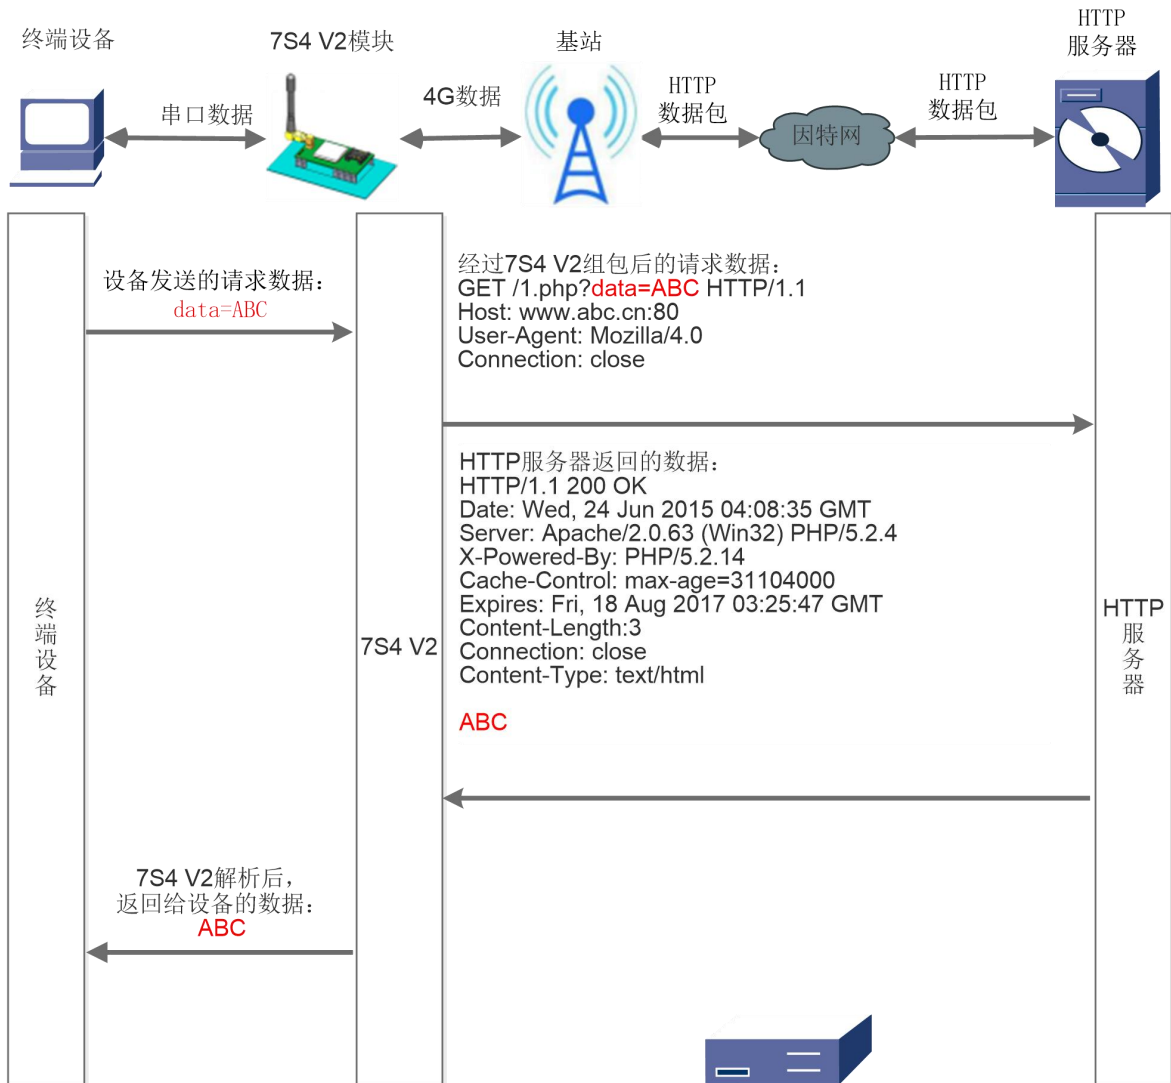 终端设备
7S4 V2模块
基站
HTTP
服务器
串口数据
4G数据
HTTP
数据包
因特网
HTTP
数据包
设备发送的请求数据：
data=ABC
经过7S4 V2组包后的请求数据：
GET /1.php?data=ABC HTTP/1.1
Host: www.abc.cn:80
User-Agent: Mozilla/4.0
Connection: close
HTTP服务器返回的数据：
HTTP/1.1 200 OK
Date: Wed, 24 Jun 2015 04:08:35 GMT
Server: Apache/2.0.63 (Win32) PHP/5.2.4
X-Powered-By: PHP/5.2.14
Cache-Control: max-age=31104000
Expires: Fri, 18 Aug 2017 03:25:47 GMT
Content-Length:3
Connection: close
Content-Type: text/html
ABC
终
端
设
备
7S4 V2
HTTP
服
务
器
7S4 V2解析后，
返回给设备的数据：
ABC